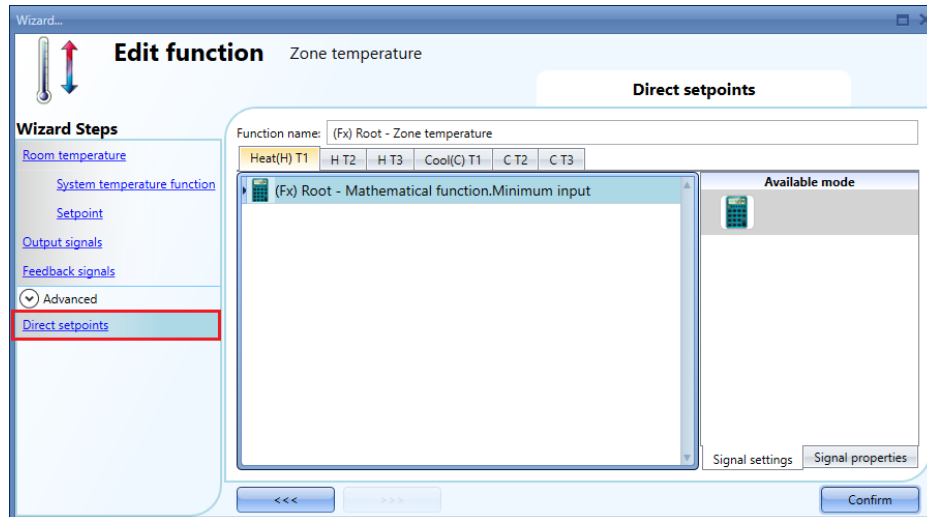 Wizard...
Edit function Zone temperature
Direct setpoints
Wizard Steps
Room temperature
System temperature function
Setpoint
Output signals
Feedback signals
Advanced
Direct setpoints
Function name: (Fx) Root - Zone temperature
Heat(H) T1 H T2 H T3 Cool(C) T1 C T2 C T3
(Fx) Root - Mathematical function.Minimum input
Available mode
Signal settings Signal properties
<<< >>> Confirm